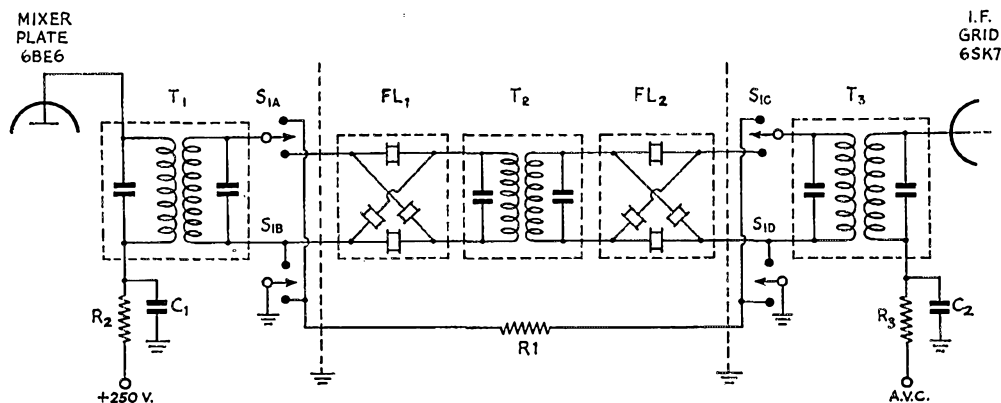 MIXER
PLATE
6BE6
I.F.
GRID
6SK7
T1
S1A
FL1
T2
FL2
S1C
T3
S1B
S1D
R2
C1
R1
R3
C2
+250 V.
A.V.C.